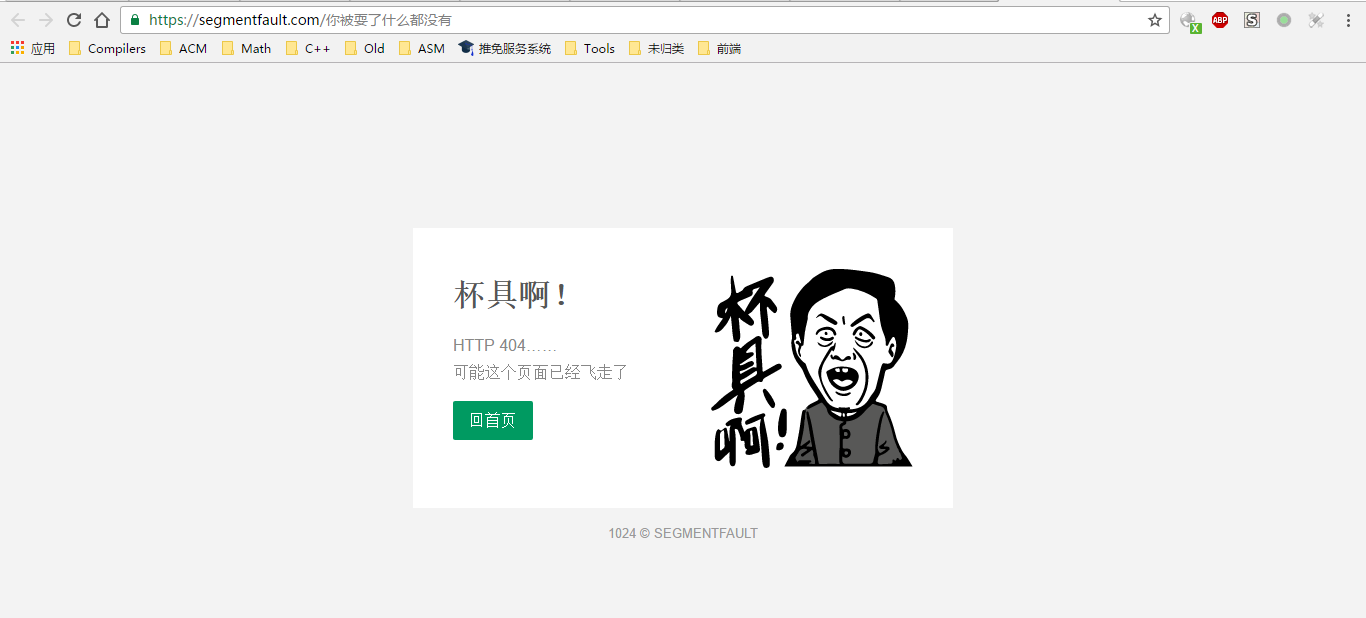 https://segmentfault.com/你被耍了什么都没有
ABP
S
X
应用 Compilers ACM Math C++ Old ASM 推免服务系统 Tools 未归类 前端
杯具啊！
HTTP 404……
可能这个页面已经飞走了
回首页
杯具啊!
1024 © SEGMENTFAULT